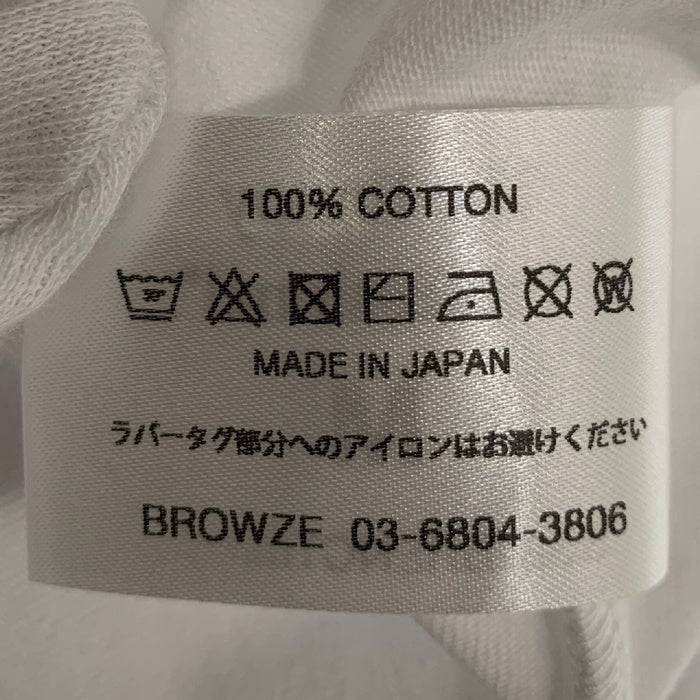 100% COTTON
MADE IN JAPAN
ラバータグ部分へのアイロンはお避けください
BROWZE 03-6804-3806